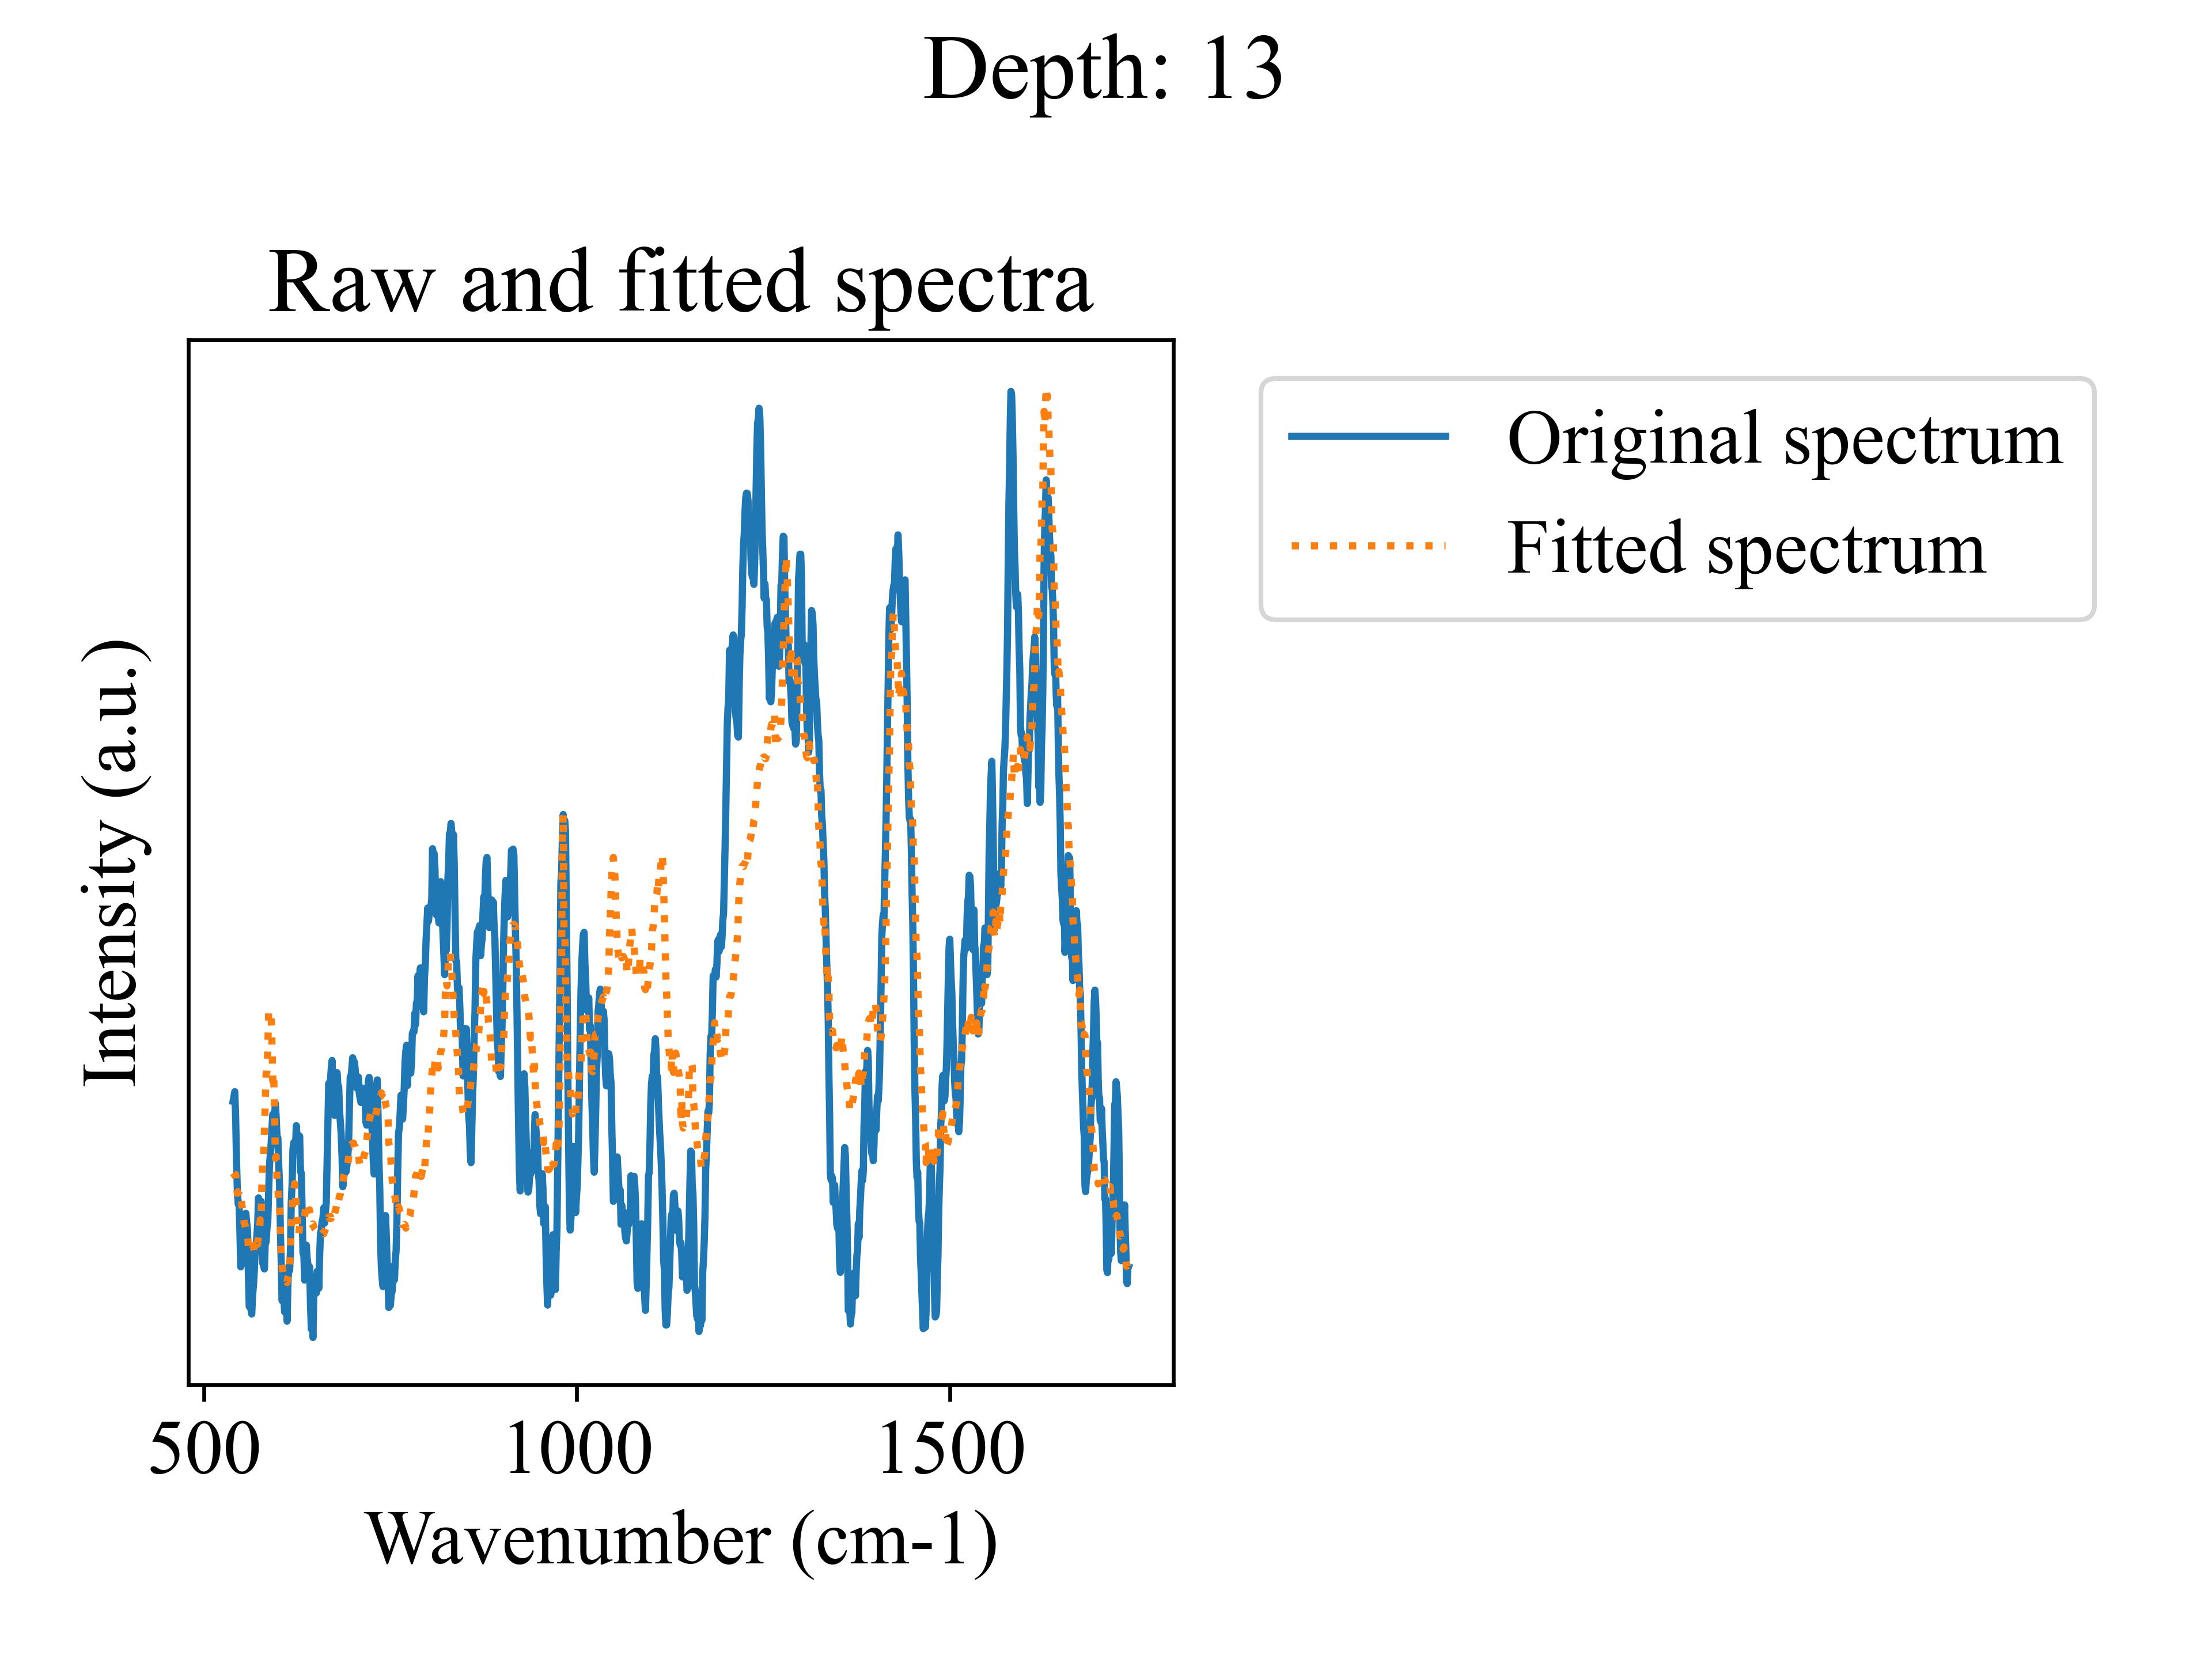 Depth: 13
Raw and fitted spectra
Original spectrum
Fitted spectrum
Intensity (a.u.)
500 1000 1500
Wavenumber (cm-1)